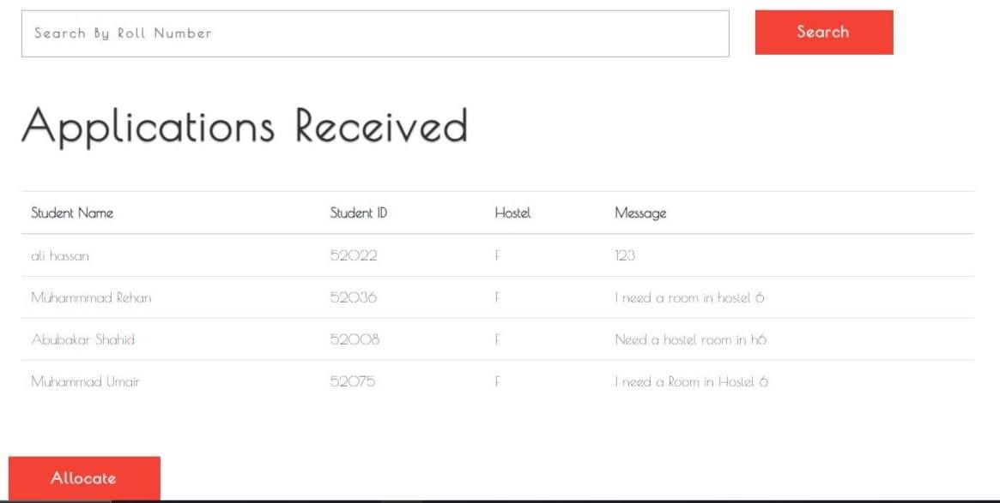 Search By Roll Number Search
Applications Received
Student Name Student ID Hostel Message
ali hassan 52022 F 123
Muhammmad Rehan 52036 F I need a room in hostel 6
Abubakar Shahid 52008 F Need a hostel room in h6
Muhammad Umair 52075 F I need a Room in Hostel 6
Allocate